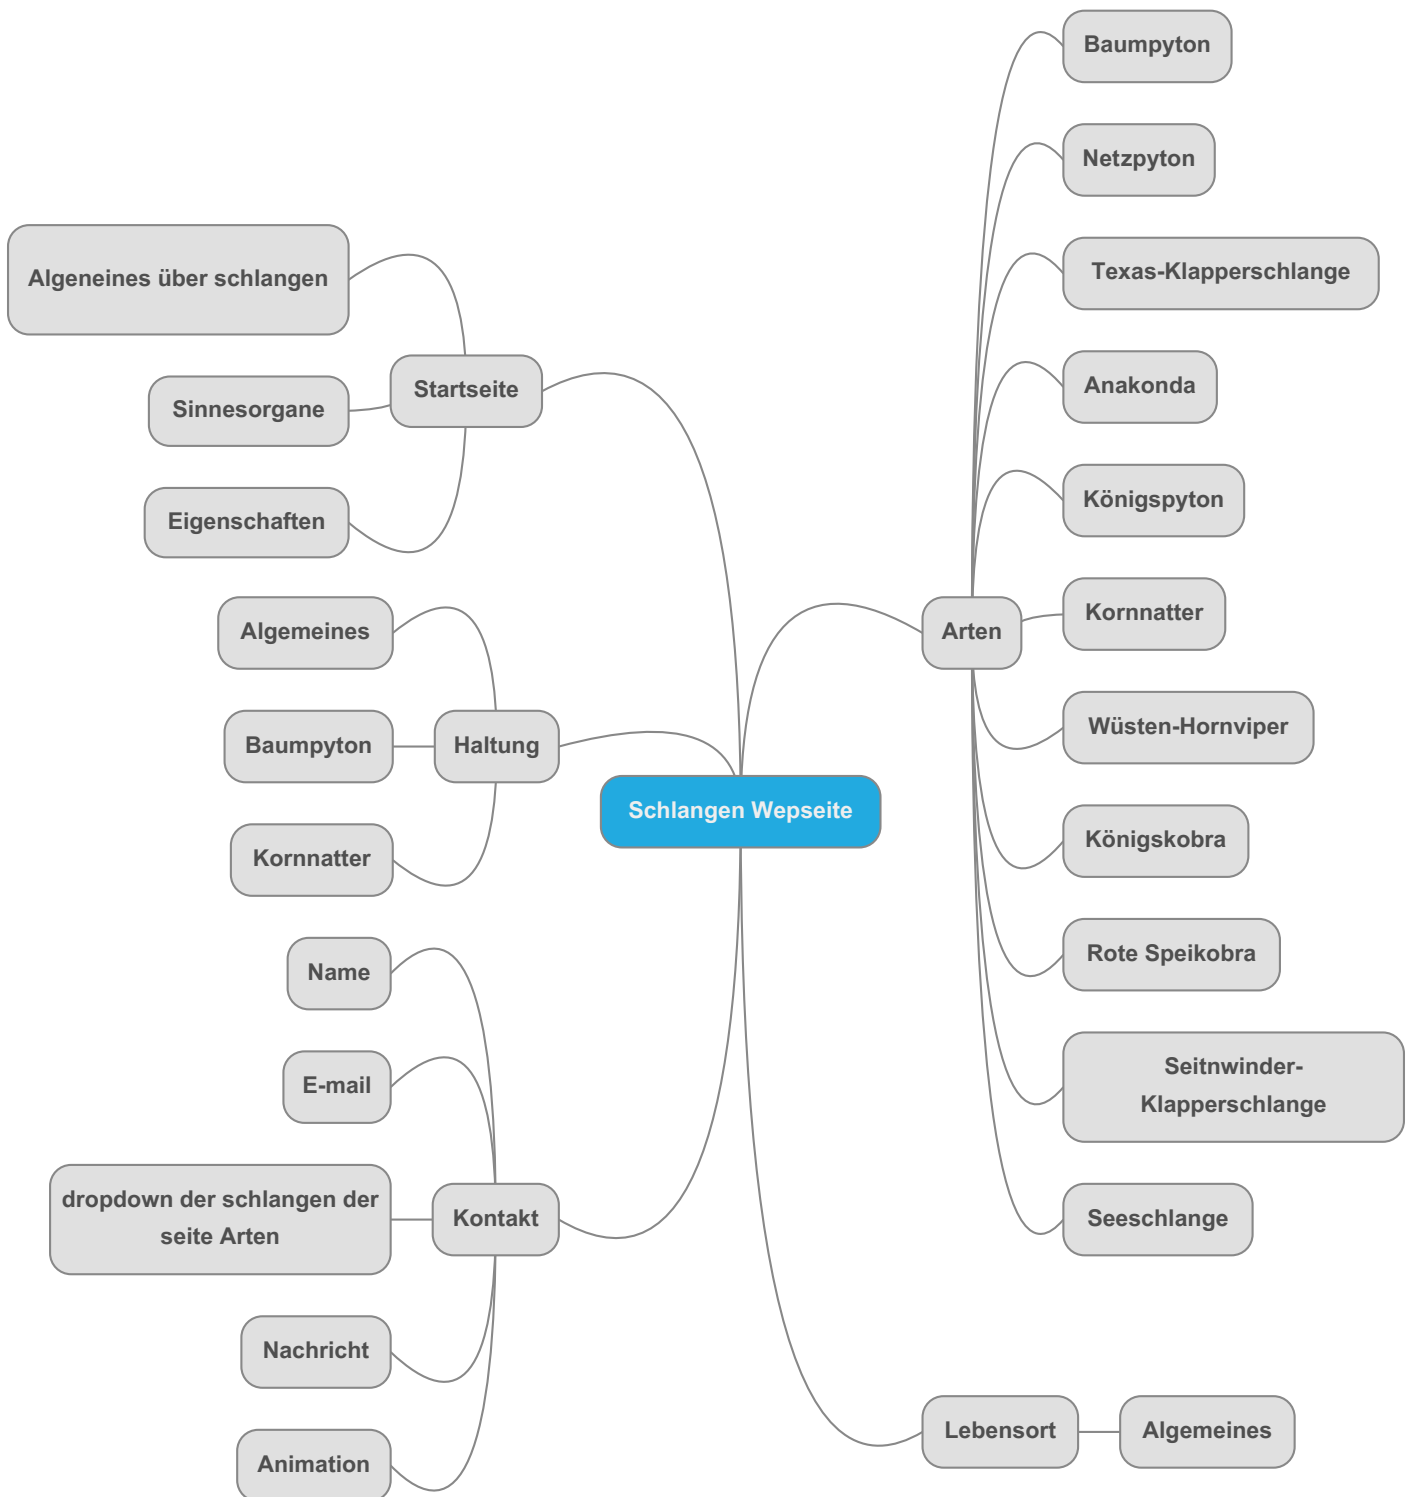 Schlangen Wepseite
Startseite
Algeneines über schlangen
Sinnesorgane
Eigenschaften
Haltung
Algemeines
Baumpyton
Kornnatter
Kontakt
Name
E-mail
dropdown der schlangen der
seite Arten
Nachricht
Animation
Arten
Baumpyton
Netzpyton
Texas-Klapperschlange
Anakonda
Königspyton
Kornnatter
Wüsten-Hornviper
Königskobra
Rote Speikobra
Seitnwinder-
Klapperschlange
Seeschlange
Lebensort
Algemeines